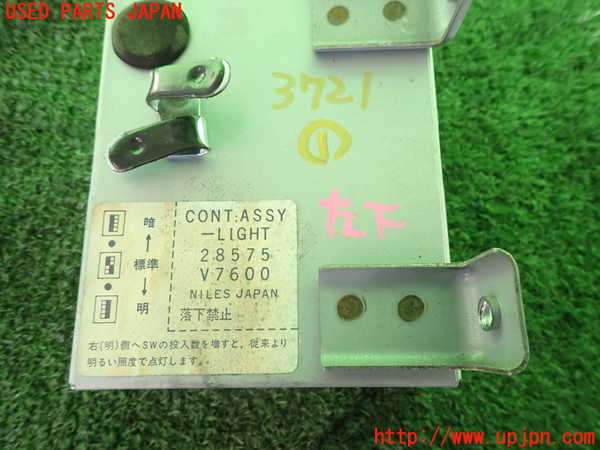 USED PARTS JAPAN
3721
①
左下
暗
標準
明
CONT:ASSY
-LIGHT
28575
V7600
NILES JAPAN
落下禁止
右(明)側へSWの投入数を増すと, 従来より
明るい照度で点灯します。
http://www.upjpn.com